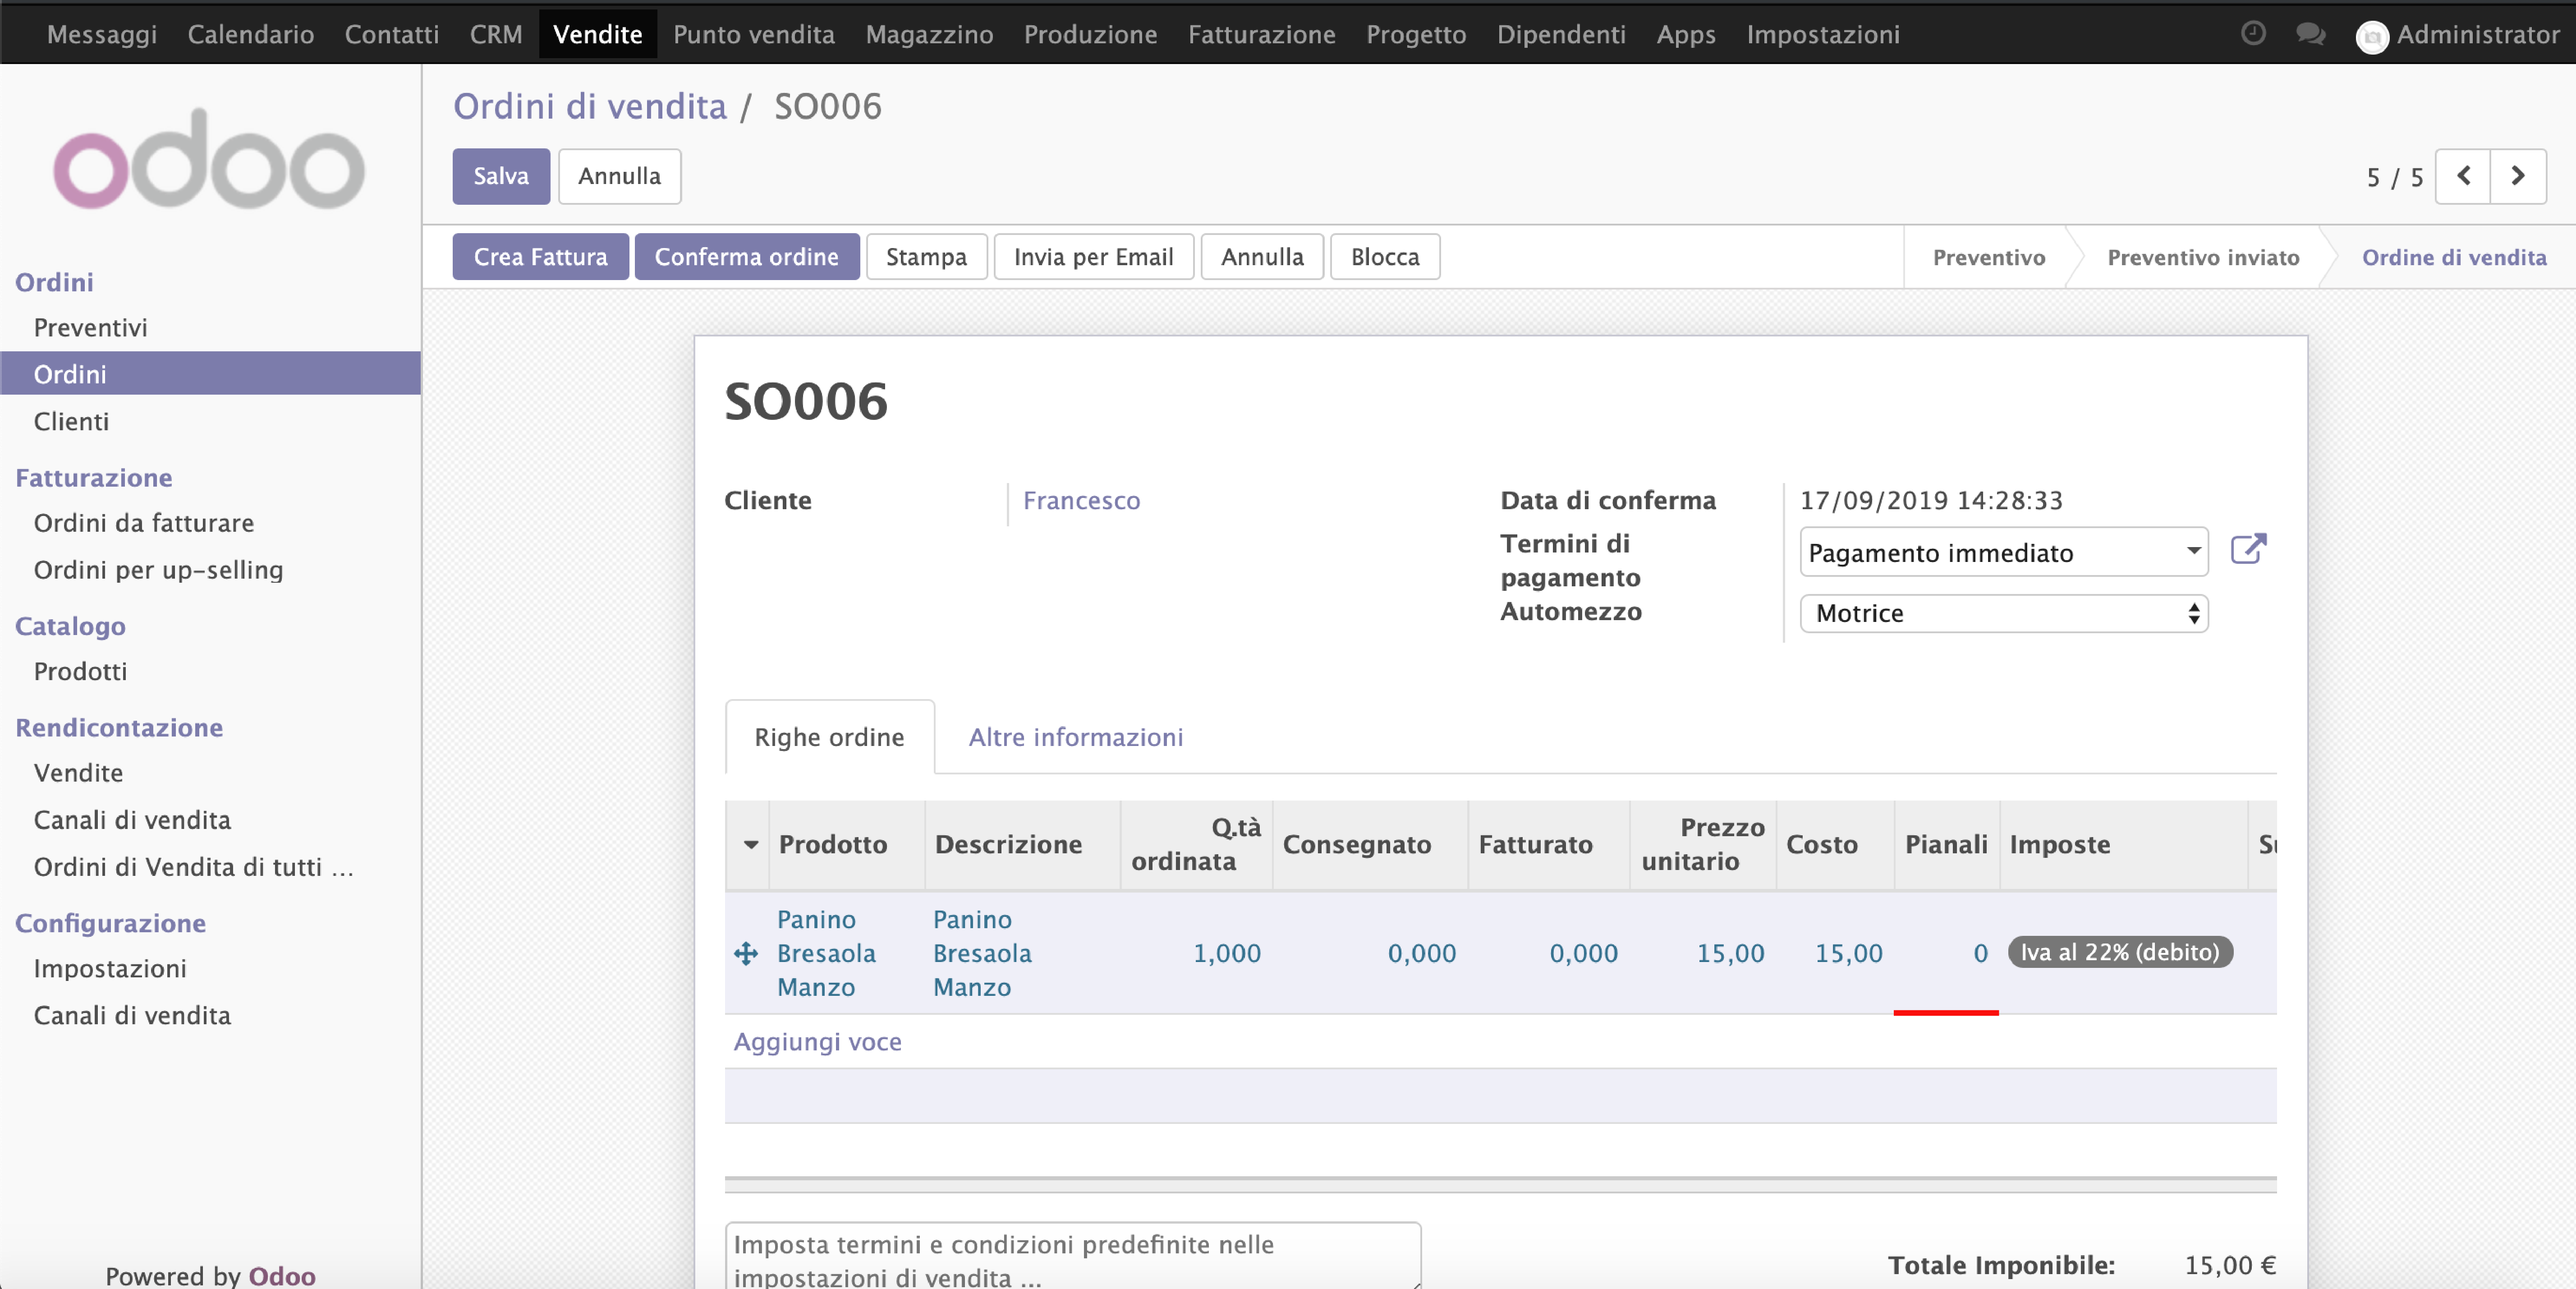 Messaggi Calendario Contatti CRM Vendite Punto vendita Magazzino Produzione Fatturazione Progetto Dipendenti Apps Impostazioni Administrator
odoo
Ordini
Preventivi
Ordini
Clienti
Fatturazione
Ordini da fatturare
Ordini per up-selling
Catalogo
Prodotti
Rendicontazione
Vendite
Canali di vendita
Ordini di Vendita di tutti ...
Configurazione
Impostazioni
Canali di vendita
Powered by Odoo
Ordini di vendita / SO006
Salva Annulla
5 / 5
Crea Fattura Conferma ordine Stampa Invia per Email Annulla Blocca
Preventivo Preventivo inviato Ordine di vendita
SO006
Cliente Francesco
Data di conferma 17/09/2019 14:28:33
Termini di pagamento Pagamento immediato
Automezzo Motrice
Righe ordine Altre informazioni
Prodotto Descrizione Q.tà ordinata Consegnato Fatturato Prezzo unitario Costo Pianali Imposte
Panino Bresaola Manzo Panino Bresaola Manzo 1,000 0,000 0,000 15,00 15,00 0 Iva al 22% (debito)
Aggiungi voce
Imposta termini e condizioni predefinite nelle
impostazioni di vendita ...
Totale Imponibile: 15,00 €